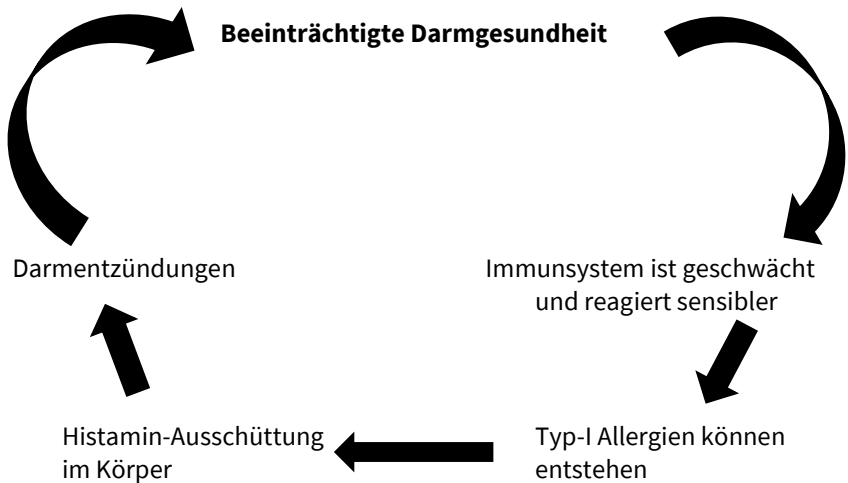 Beeinträchtigte Darmgesundheit
Immunsystem ist geschwächt
und reagiert sensibler
Typ-I Allergien können
entstehen
Histamin-Ausschüttung
im Körper
Darmentzündungen